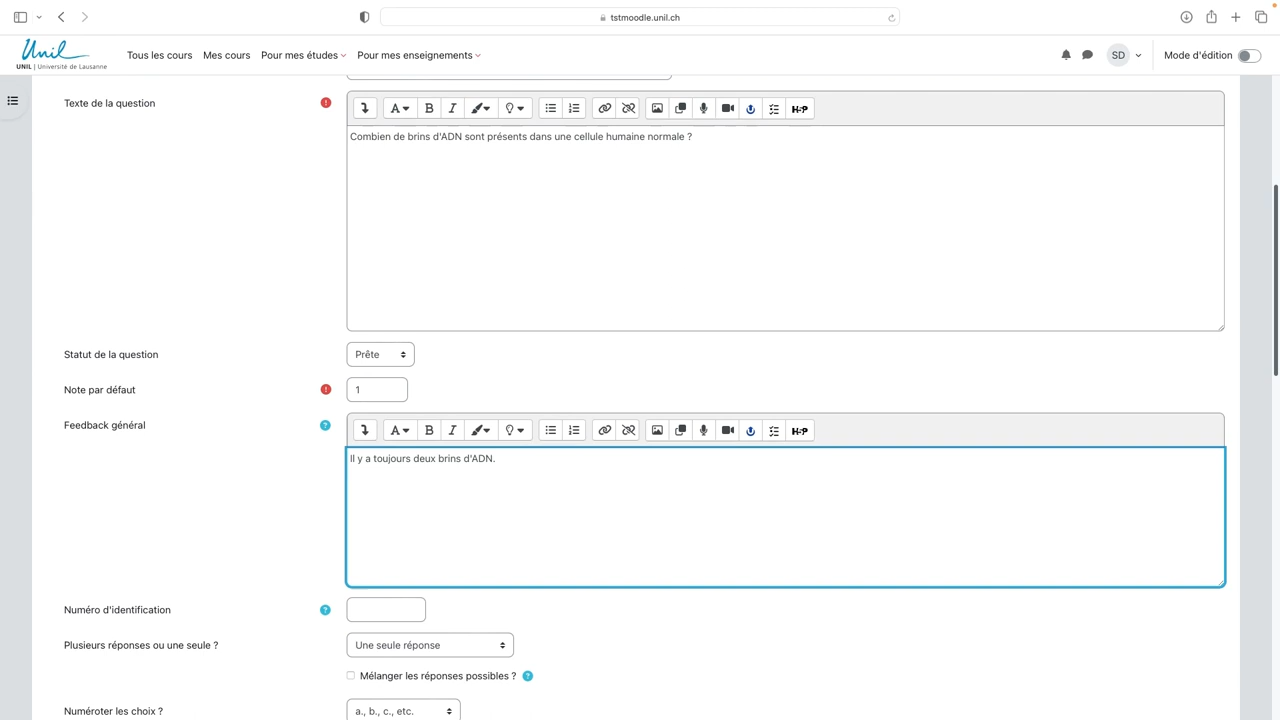 tstmoodle.unil.ch
Unil
UNIL | Université de Lausanne
Tous les cours
Mes cours
Pour mes études
Pour mes enseignements
SD
Mode d'édition
Texte de la question
A B I H-P
Combien de brins d'ADN sont présents dans une cellule humaine normale ?
Statut de la question
Prête
Note par défaut
1
Feedback général
A B I H-P
Il y a toujours deux brins d'ADN.
Numéro d'identification
Plusieurs réponses ou une seule ?
Une seule réponse
Mélanger les réponses possibles ?
Numéroter les choix ?
a., b., c., etc.